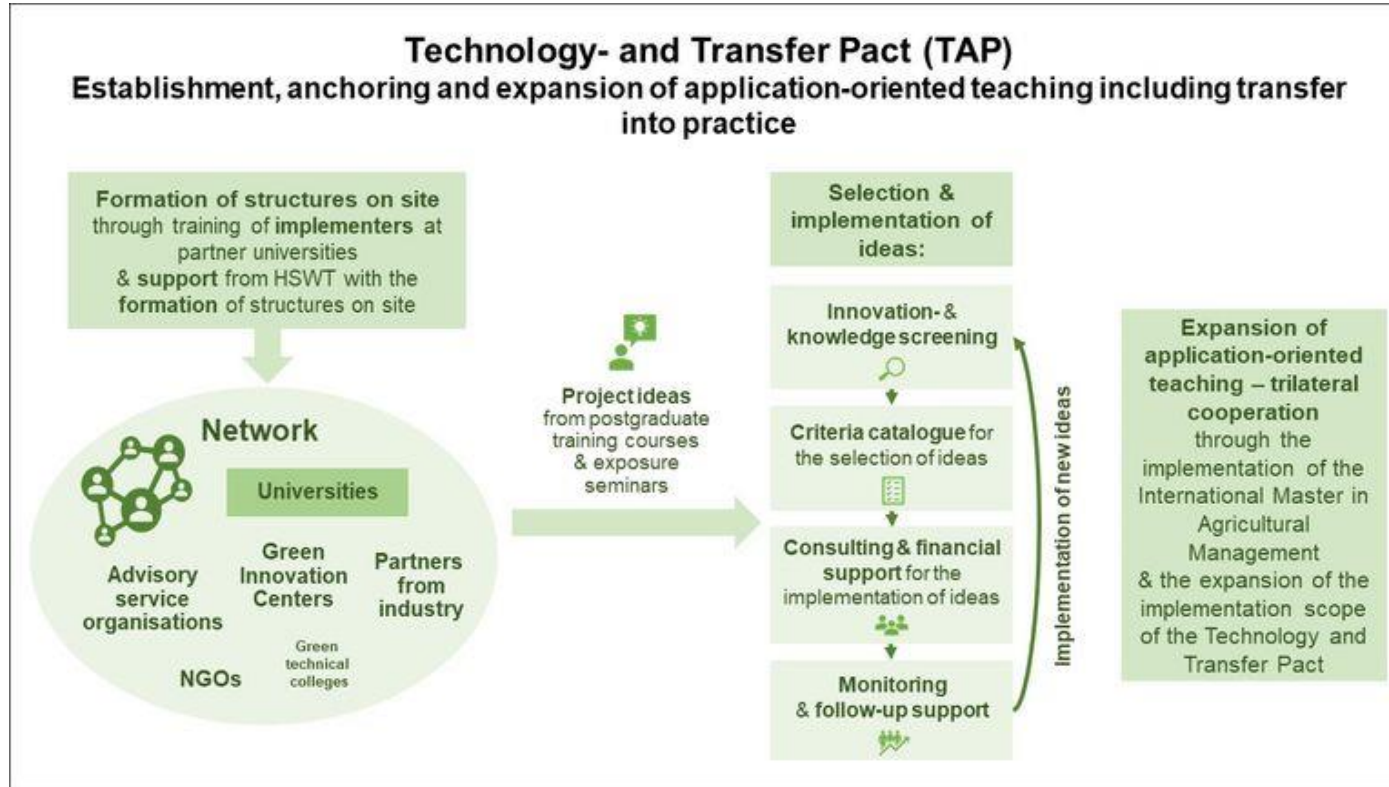 Technology- and Transfer Pact (TAP)
Establishment, anchoring and expansion of application-oriented teaching including transfer
into practice
Formation of structures on site
through training of implementers at
partner universities
& support from HSWT with the
formation of structures on site
Network
Universities
Advisory
service
organisations
Green
Innovation
Centers
Partners
from
industry
NGOs
Green
technical
colleges
Project ideas
from postgraduate
training courses
& exposure
seminars
Selection &
implementation of
ideas:
Innovation- &
knowledge screening
Criteria catalogue for
the selection of ideas
Consulting & financial
support for the
implementation of ideas
Monitoring
& follow-up support
Implementation of new ideas
Expansion of
application-oriented
teaching – trilateral
cooperation
through the
implementation of the
International Master in
Agricultural
Management
& the expansion of the
implementation scope
of the Technology and
Transfer Pact